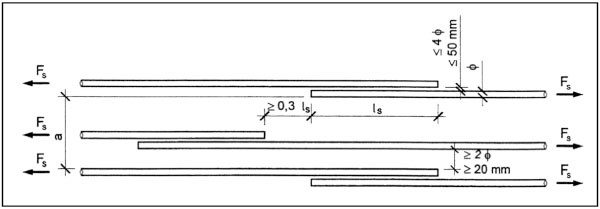 ≤ 4 ϕ
≤ 50 mm
ϕ
Fs
Fs
≥ 0,3 ls
ls
a
Fs
Fs
≥ 2 ϕ
≥ 20 mm
Fs
Fs